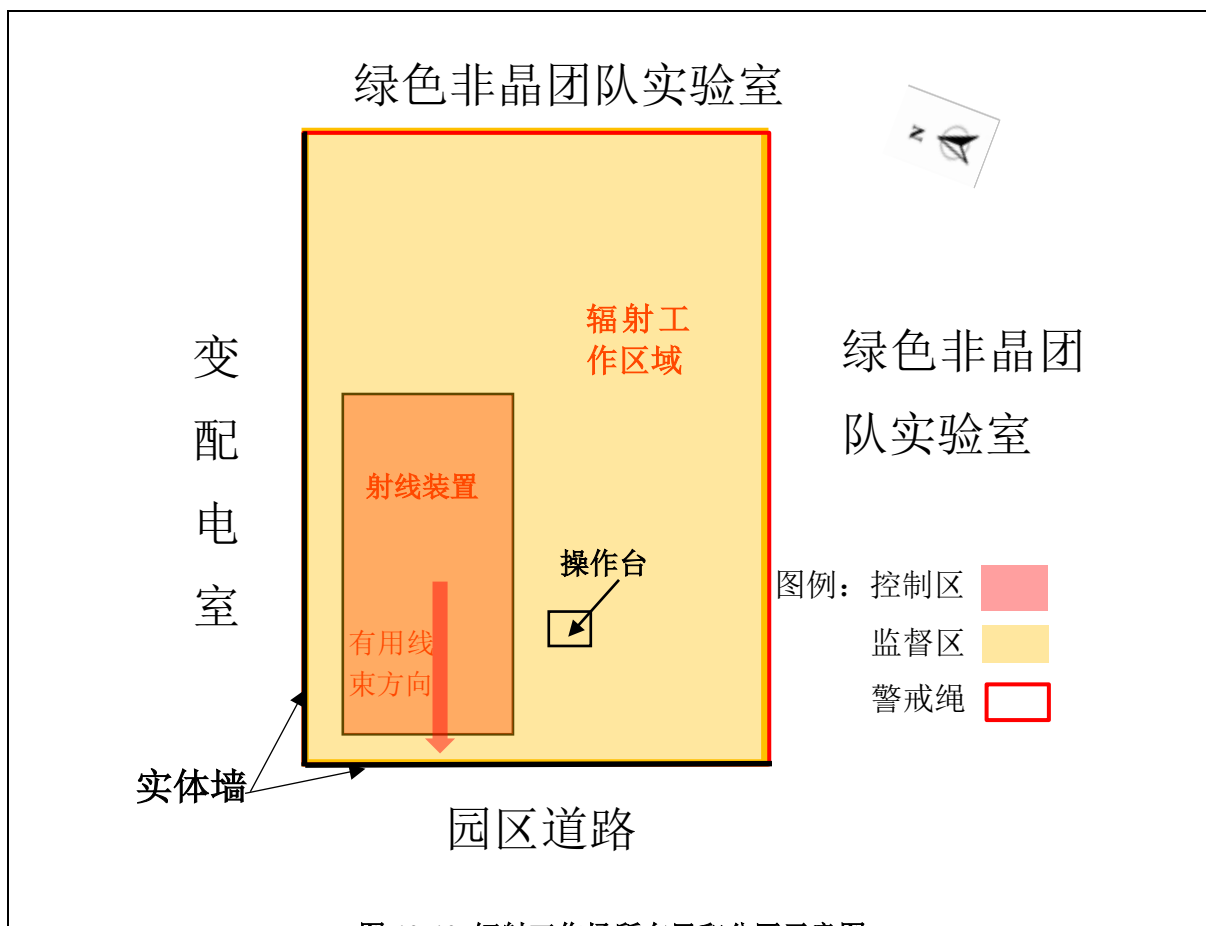 绿色非晶团队实验室
N
辐射工
作区域
变
配
电
室
绿色非晶团
队实验室
射线装置
操作台
图例：控制区
监督区
警戒绳
有用线
束方向
实体墙
园区道路